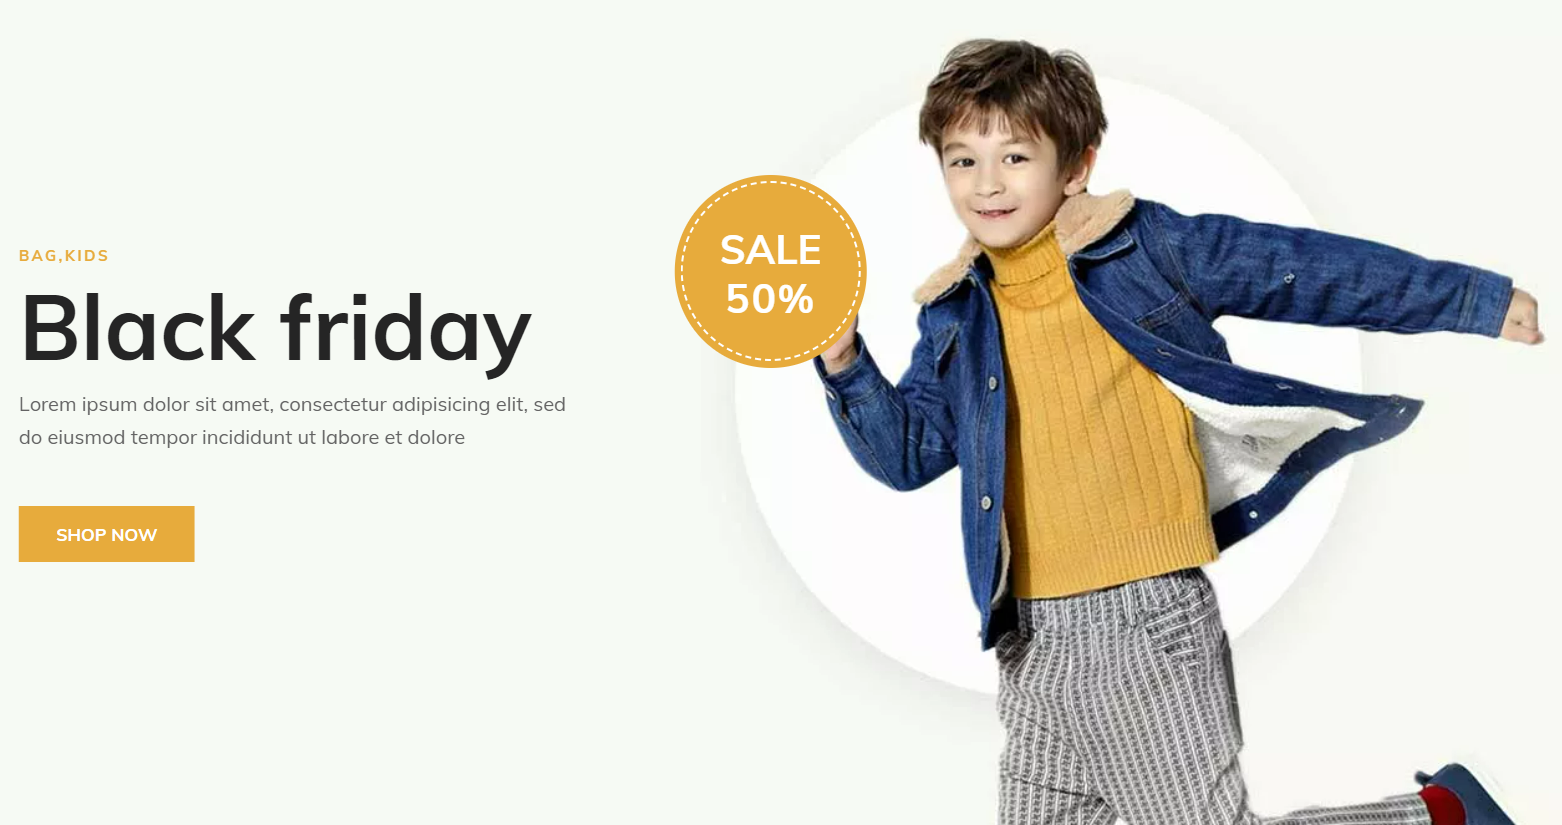 BAG,KIDS
Black friday
Lorem ipsum dolor sit amet, consectetur adipisicing elit, sed
do eiusmod tempor incididunt ut labore et dolore
SHOP NOW
SALE
50%